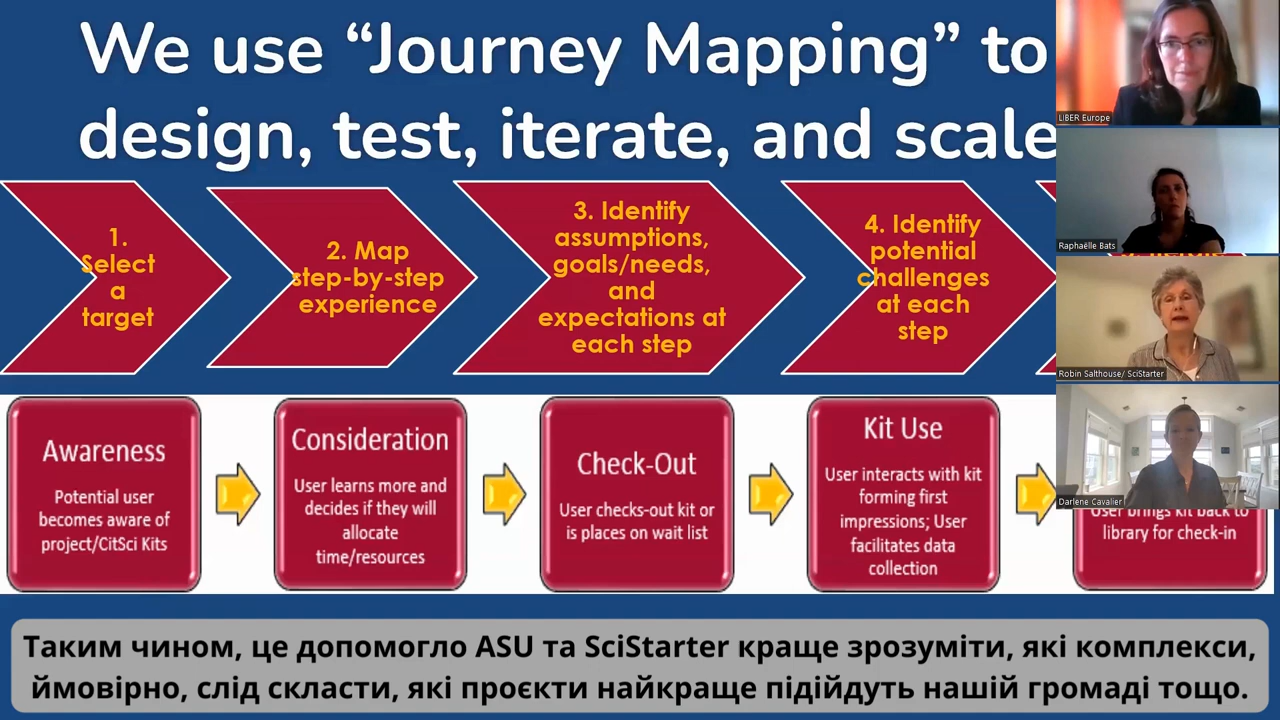 We use “Journey Mapping” to
design, test, iterate, and scale
1.
Select
a
target
2. Map
step-by-step
experience
3. Identify
assumptions,
goals/needs,
and
expectations at
each step
4. Identify
potential
challenges
at each
step
Awareness
Potential user
becomes aware of
project/CitSci Kits
Consideration
User learns more and
decides if they will
allocate
time/resources
Check-Out
User checks-out kit or
is places on wait list
Kit Use
User interacts with kit
forming first
impressions; User
facilitates data
collection
User brings kit back to
library for check-in
LIBER Europe
Raphaëlle Bats
Robin Salthouse/ SciStarter
Darlene Cavalier
Таким чином, це допомогло ASU та SciStarter краще зрозуміти, які комплекси,
ймовірно, слід скласти, які проєкти найкраще підійдуть нашій громаді тощо.